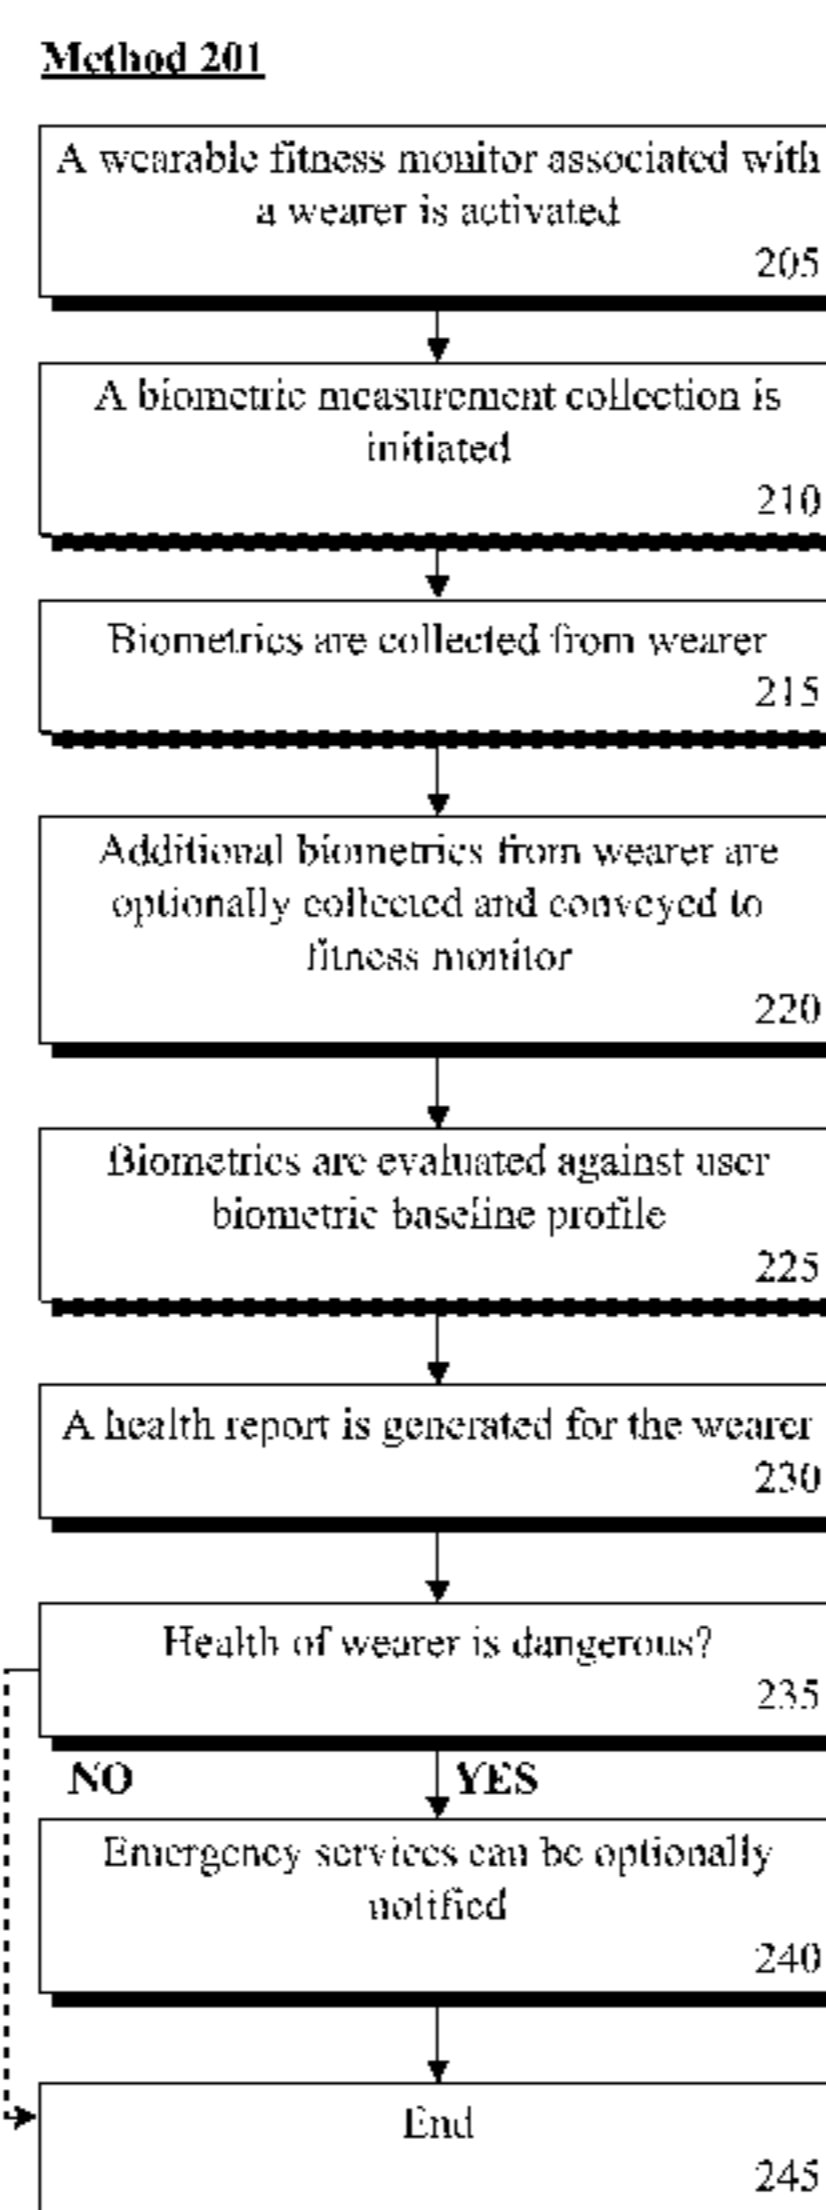 Method 201
A wearable fitness monitor associated with
a wearer is activated
205
A biometric measurement collection is
initiated
210
Biometrics are collected from wearer
215
Additional biometrics from wearer are
optionally collected and conveyed to
fitness monitor
220
Biometrics are evaluated against user
biometric baseline profile
225
A health report is generated for the wearer
230
Health of wearer is dangerous?
235
NO YES
Emergency services can be optionally
notified
240
End
245